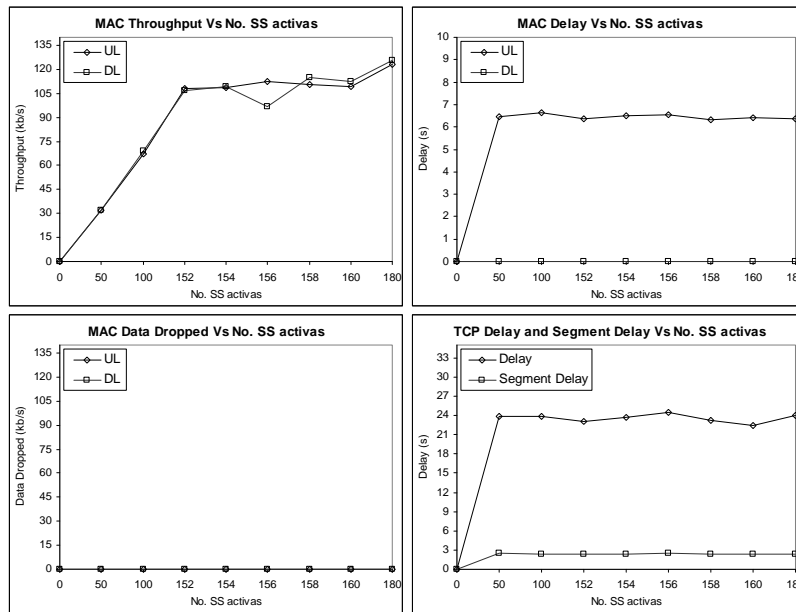 MAC Throughput Vs No. SS activas
UL
DL
Throughput (kb/s)
135
120
105
90
75
60
45
30
15
0
0 50 100 152 154 156 158 160 180
No. SS activas
MAC Delay Vs No. SS activas
UL
DL
Delay (s)
10
9
8
7
6
5
4
3
2
1
0
0 50 100 152 154 156 158 160 180
No. SS activas
MAC Data Dropped Vs No. SS activas
UL
DL
Data Dropped (kb/s)
135
120
105
90
75
60
45
30
15
0
0 50 100 152 154 156 158 160 180
No. SS activas
TCP Delay and Segment Delay Vs No. SS activas
Delay
Segment Delay
Delay (s)
33
30
27
24
21
18
15
12
9
6
3
0
0 50 100 152 154 156 158 160 180
No. SS activas